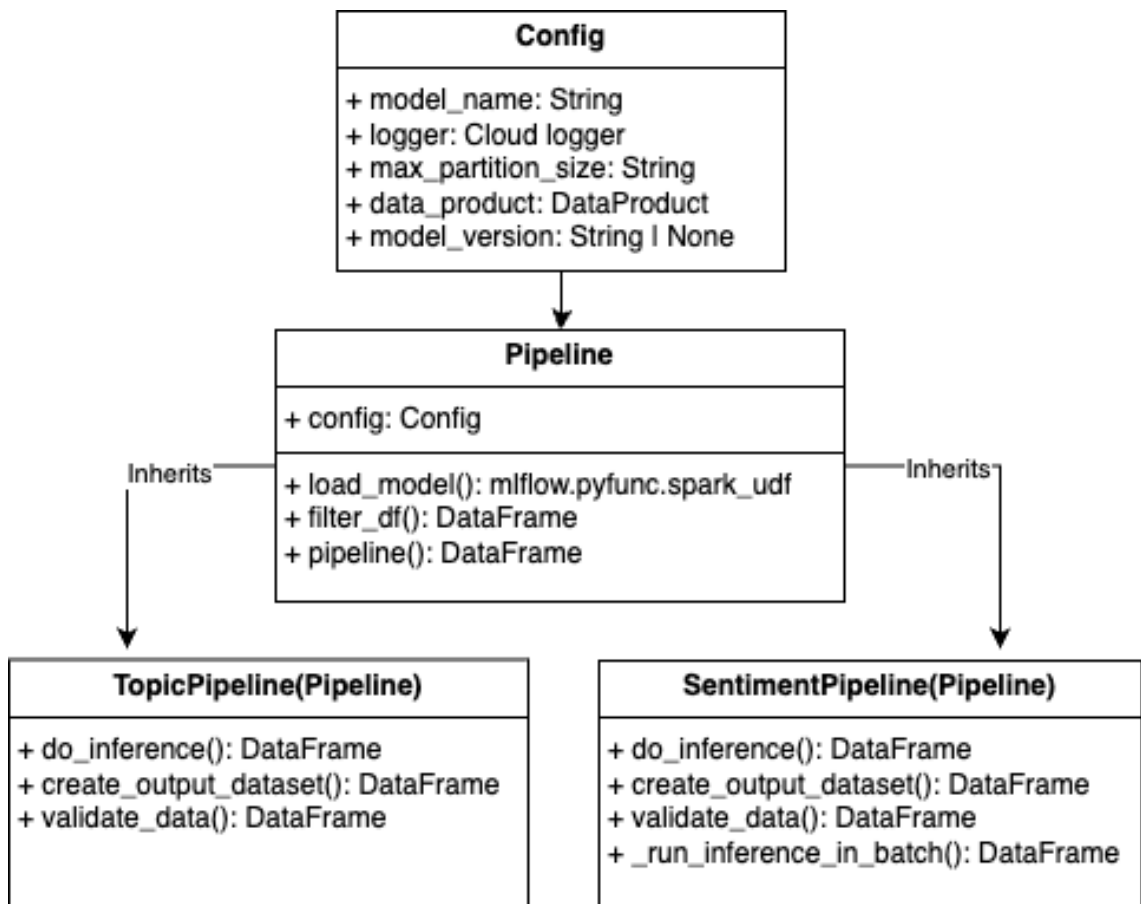 Config
+ model_name: String
+ logger: Cloud logger
+ max_partition_size: String
+ data_product: DataProduct
+ model_version: String | None
Pipeline
+ config: Config
+ load_model(): mlflow.pyfunc.spark_udf
+ filter_df(): DataFrame
+ pipeline(): DataFrame
Inherits
Inherits
TopicPipeline(Pipeline)
+ do_inference(): DataFrame
+ create_output_dataset(): DataFrame
+ validate_data(): DataFrame
SentimentPipeline(Pipeline)
+ do_inference(): DataFrame
+ create_output_dataset(): DataFrame
+ validate_data(): DataFrame
+ _run_inference_in_batch(): DataFrame